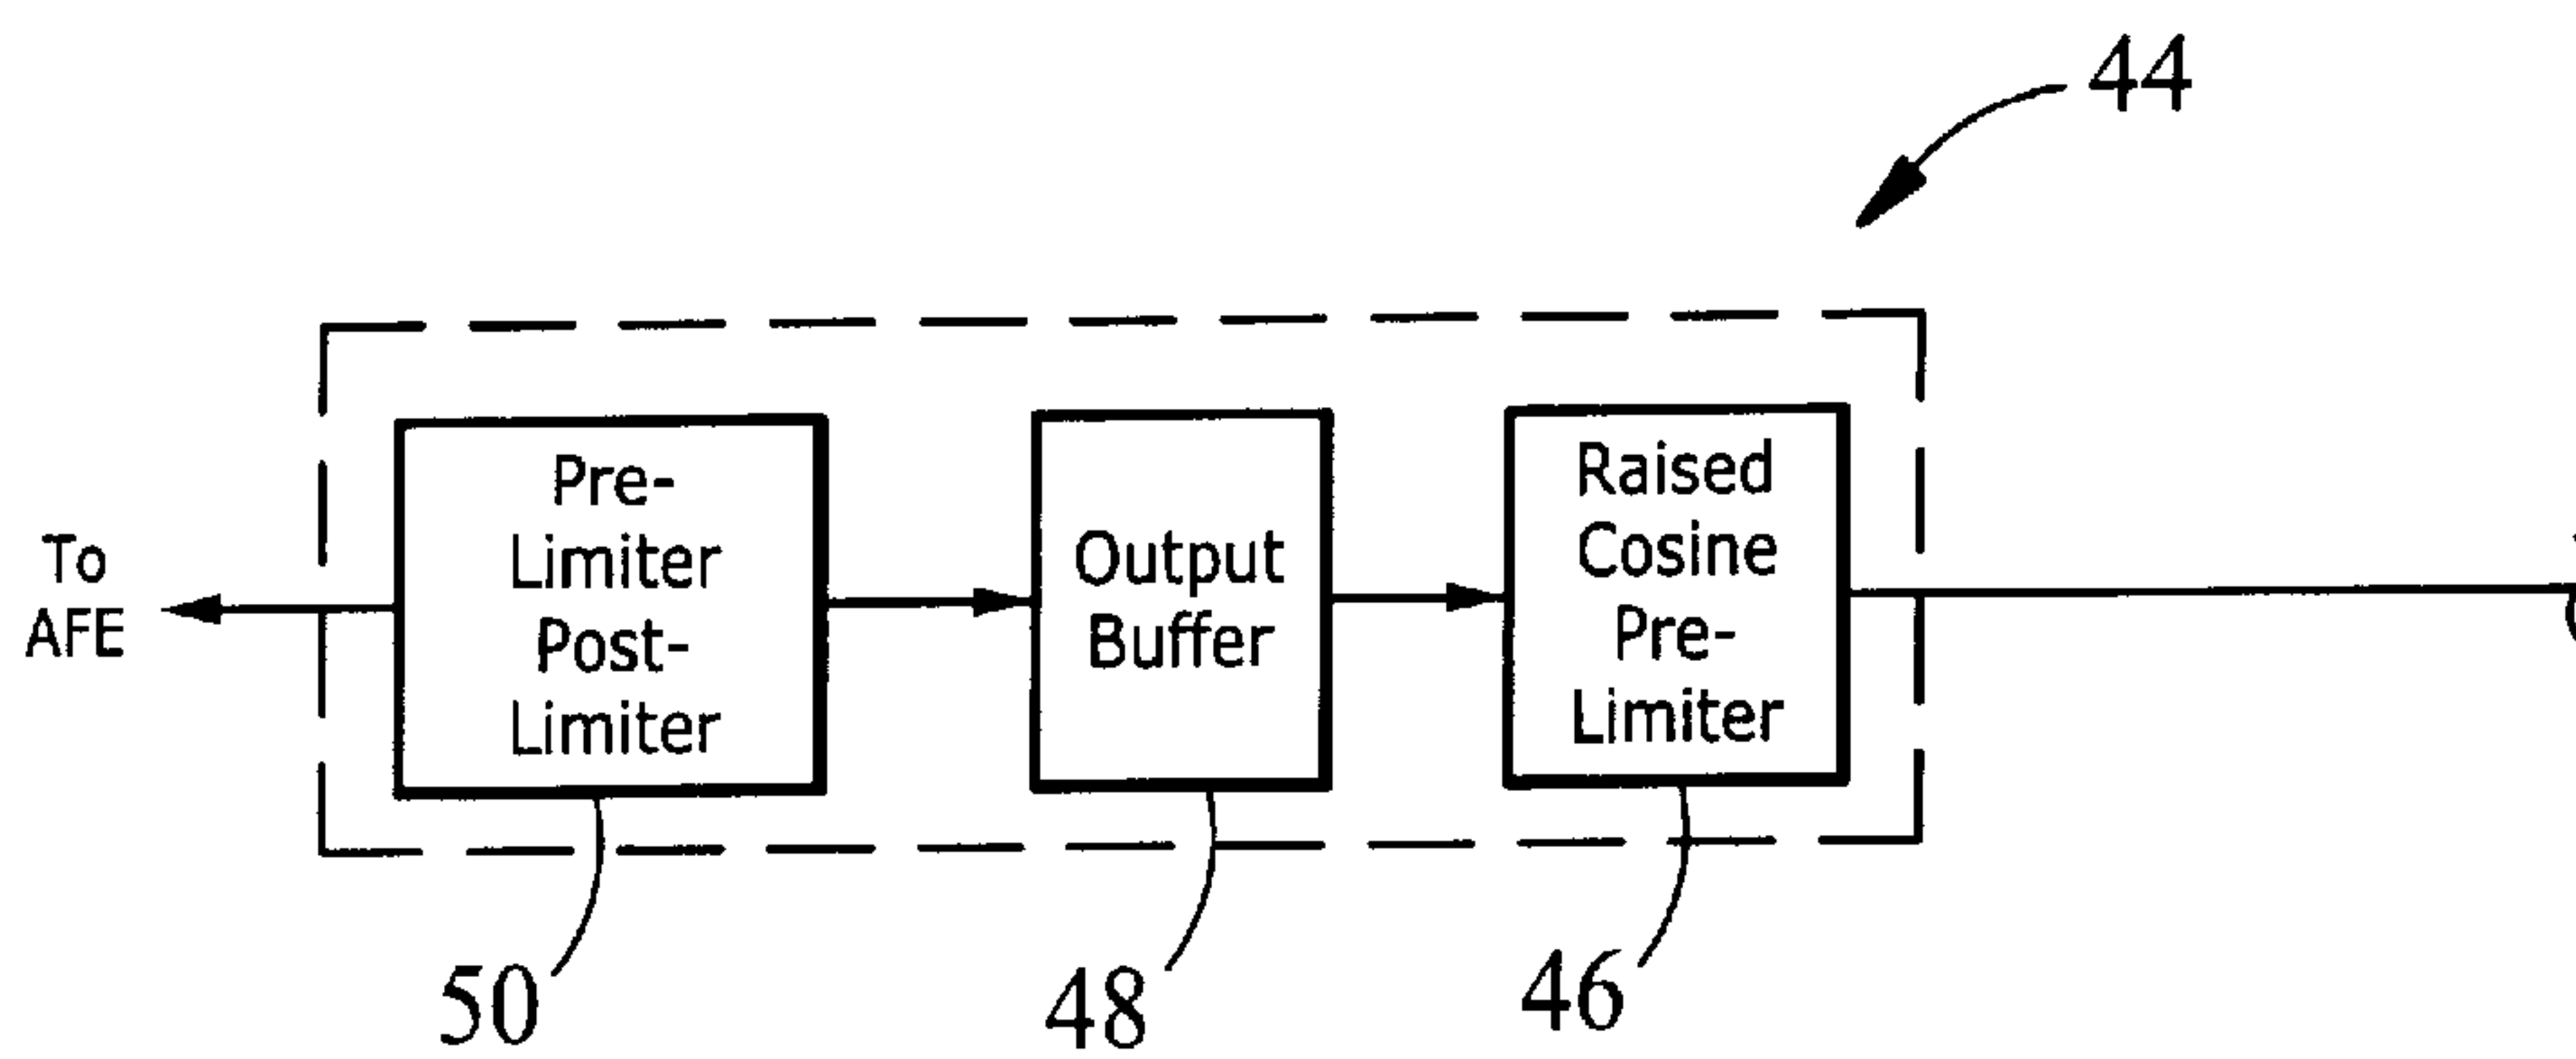 44
To
AFE
Pre-
Limiter
Post-
Limiter
Output
Buffer
Raised
Cosine
Pre-
Limiter
50
48
46